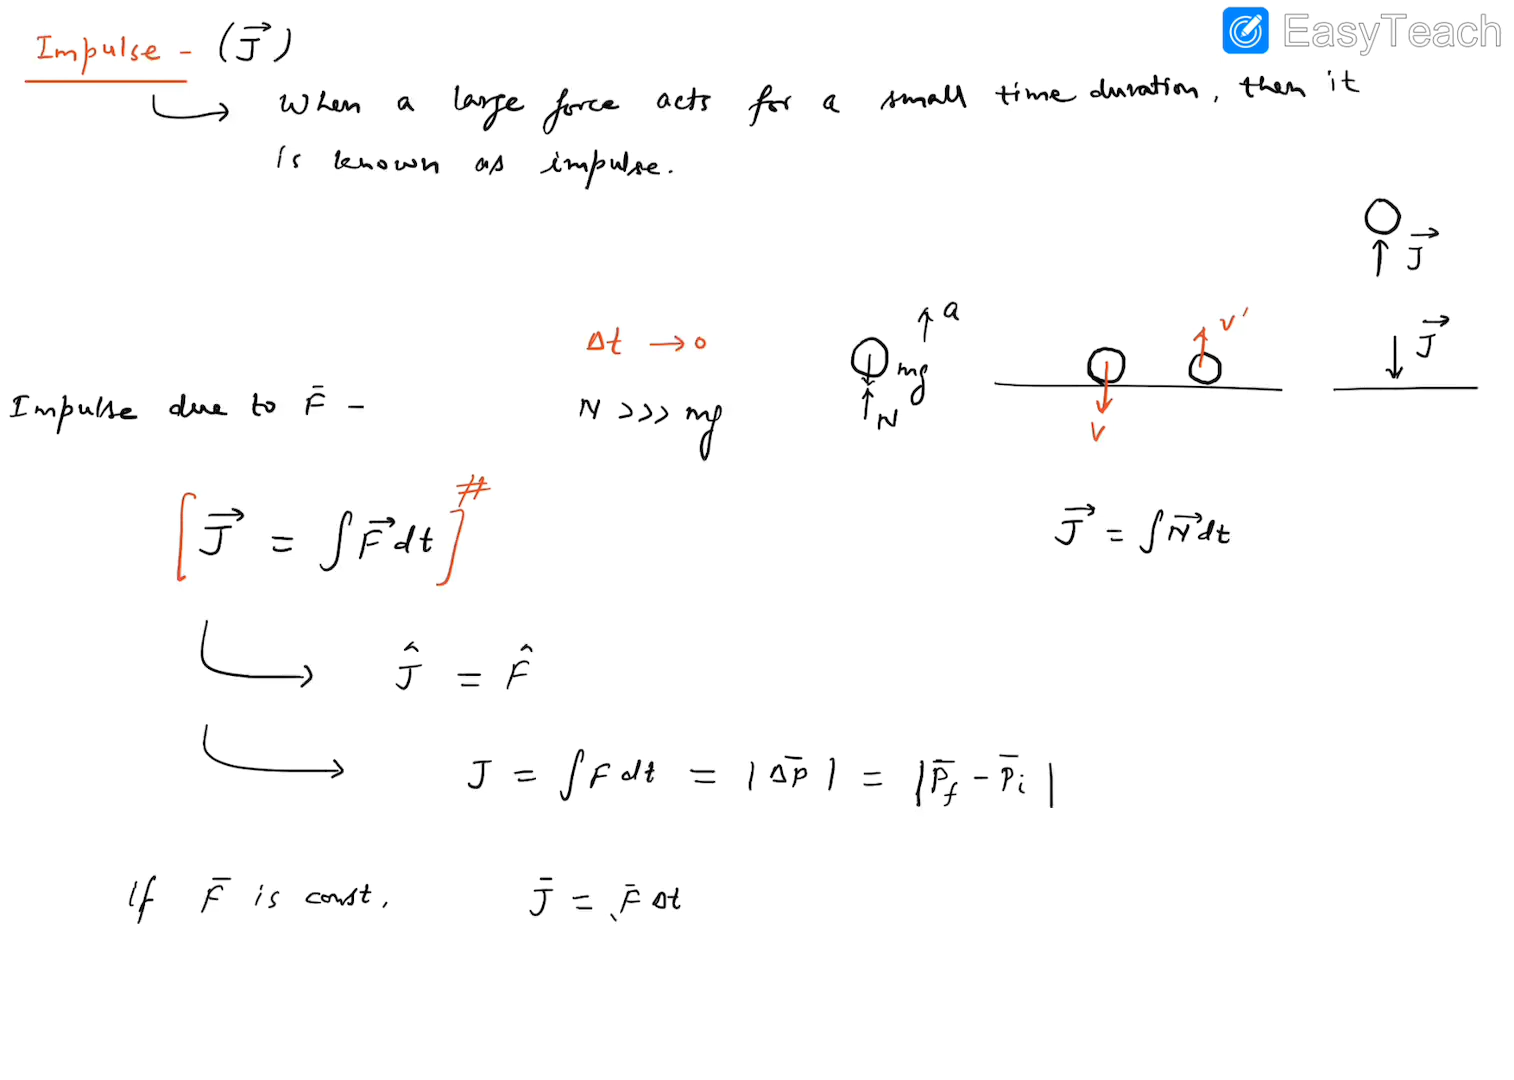 Impulse - (J⃗)
EasyTeach
When a large force acts for a small time duration, then it
is known as impulse.
J⃗
a
Δt → 0
mg
N
v
v'
J⃗
Impulse due to F̄ -
N >>> mg
[J⃗ = ∫F⃗dt]#
J⃗ = ∫N⃗dt
Ĵ = F̂
J = ∫Fdt = |Δp̄| = |P̄f - P̄i|
If F̄ is const, J̄ = F̄ Δt